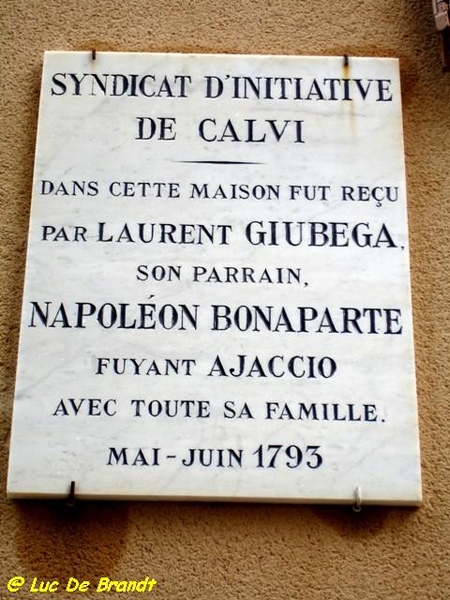 SYNDICAT D'INITIATIVE
DE CALVI
DANS CETTE MAISON FUT REÇU
PAR LAURENT GIUBEGA,
SON PARRAIN,
NAPOLÉON BONAPARTE
FUYANT AJACCIO
AVEC TOUTE SA FAMILLE.
MAI - JUIN 1793
@ Luc De Brandt